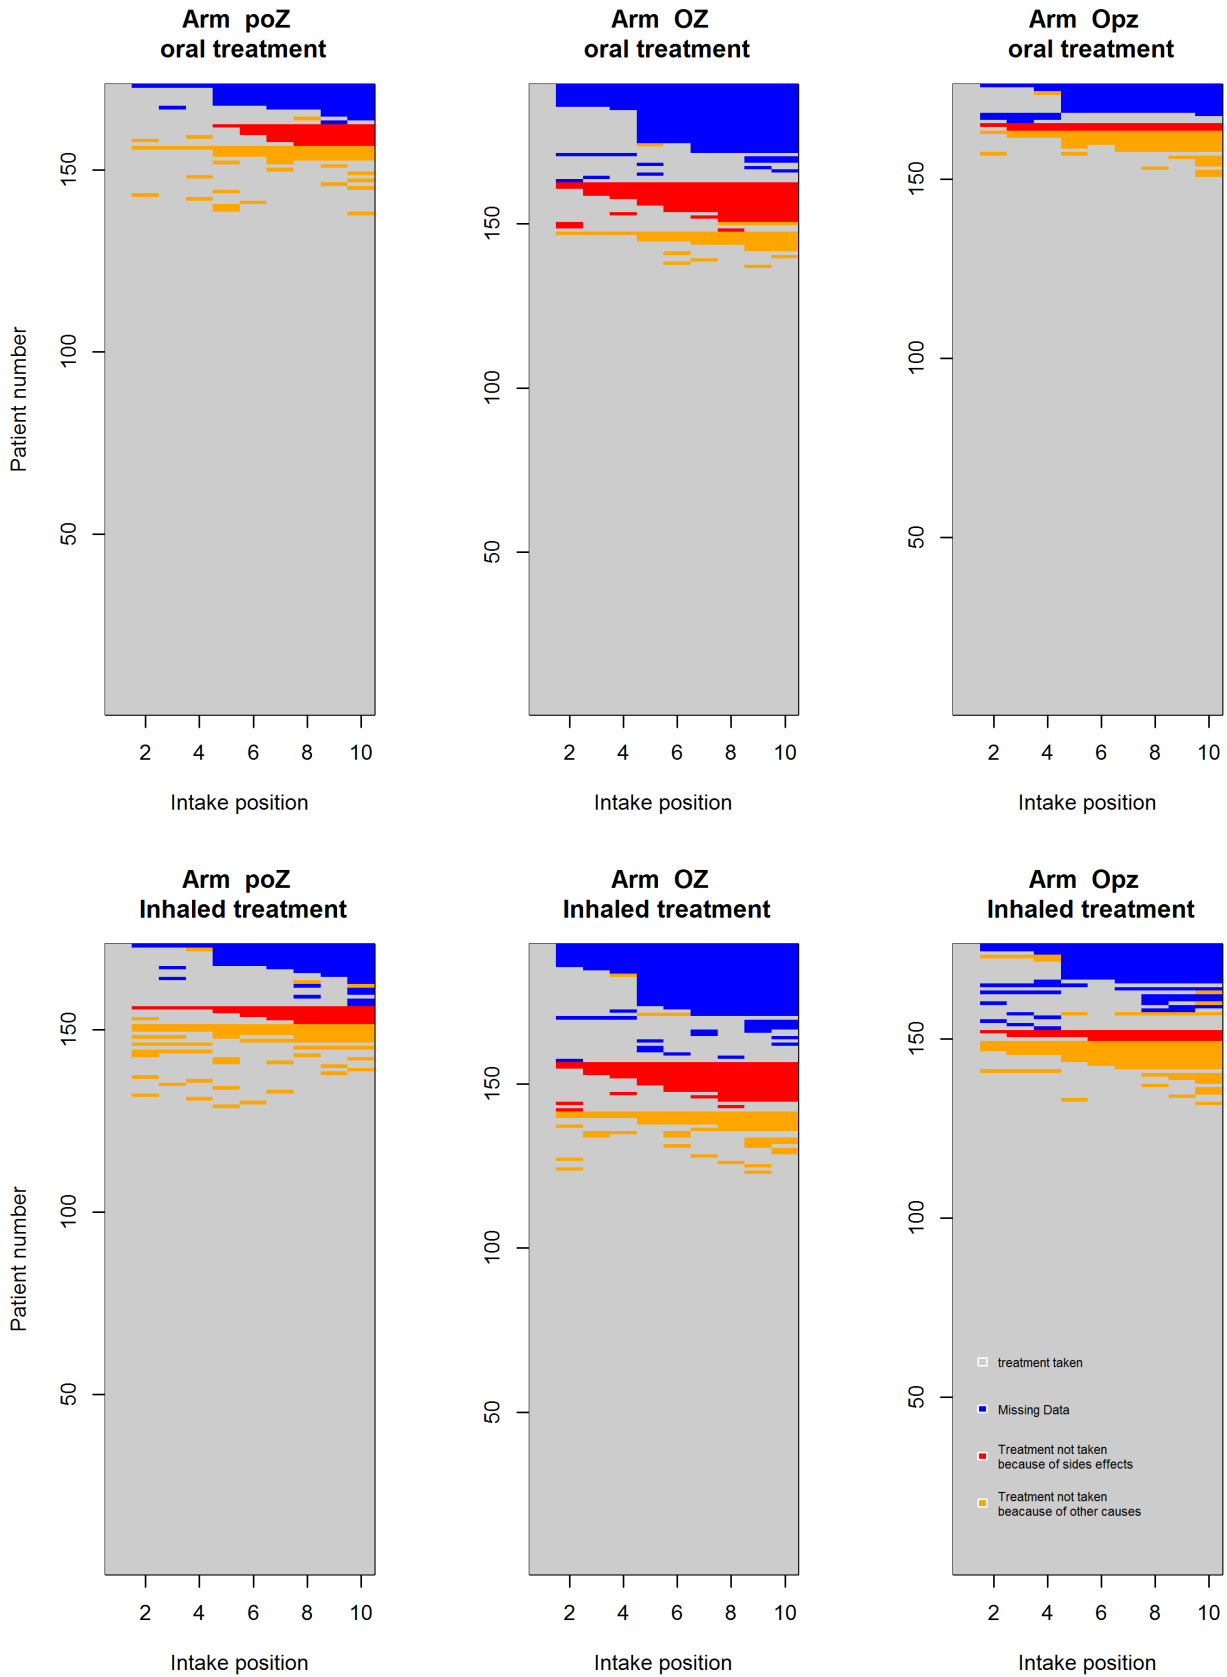 Arm poZ
oral treatment
Arm OZ
oral treatment
Arm Opz
oral treatment
Patient number
150
100
50
2 4 6 8 10
Intake position
150
100
50
2 4 6 8 10
Intake position
150
100
50
2 4 6 8 10
Intake position
Arm poZ
Inhaled treatment
Arm OZ
Inhaled treatment
Arm Opz
Inhaled treatment
Patient number
150
100
50
2 4 6 8 10
Intake position
150
100
50
2 4 6 8 10
Intake position
150
100
50
treatment taken
Missing Data
Treatment not taken
because of sides effects
Treatment not taken
beacause of other causes
2 4 6 8 10
Intake position